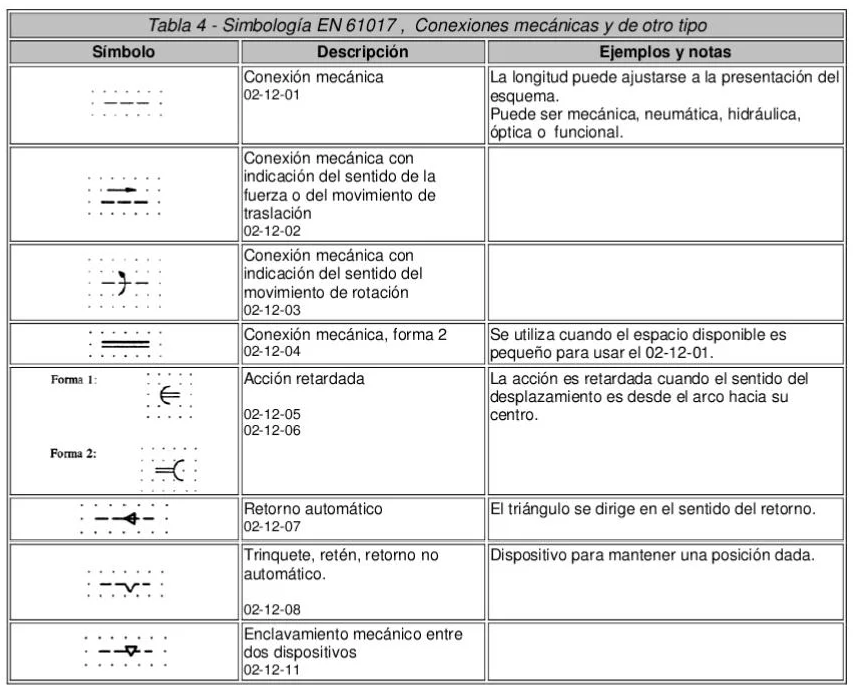 Tabla 4 - Simbología EN 61017 , Conexiones mecánicas y de otro tipo
Símbolo
Descripción
Ejemplos y notas
Conexión mecánica
02-12-01
La longitud puede ajustarse a la presentación del
esquema.
Puede ser mecánica, neumática, hidráulica,
óptica o funcional.
Conexión mecánica con
indicación del sentido de la
fuerza o del movimiento de
traslación
02-12-02
Conexión mecánica con
indicación del sentido del
movimiento de rotación
02-12-03
Conexión mecánica, forma 2
02-12-04
Se utiliza cuando el espacio disponible es
pequeño para usar el 02-12-01.
Forma 1:
Forma 2:
Acción retardada
02-12-05
02-12-06
La acción es retardada cuando el sentido del
desplazamiento es desde el arco hacia su
centro.
Retorno automático
02-12-07
El triángulo se dirige en el sentido del retorno.
Trinquete, retén, retorno no
automático.
02-12-08
Dispositivo para mantener una posición dada.
Enclavamiento mecánico entre
dos dispositivos
02-12-11